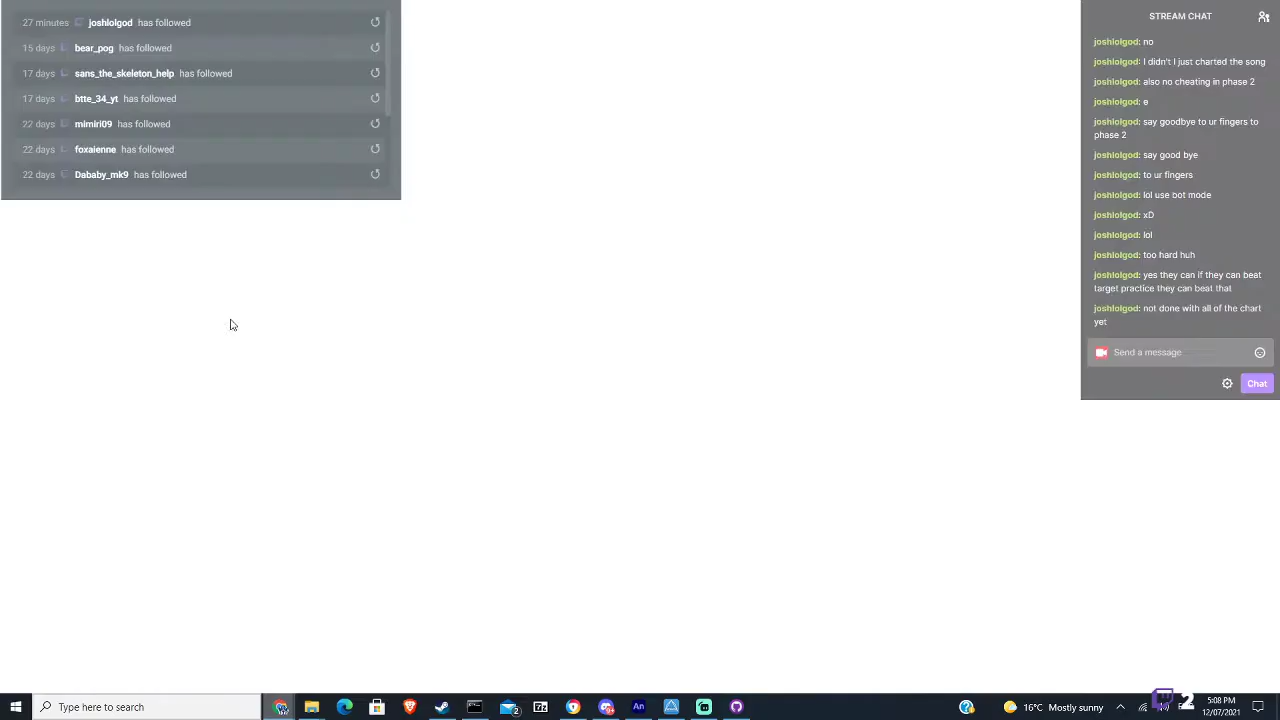 27 minutes joshlolgod has followed
15 days bear_pog has followed
17 days sans_the_skeleton_help has followed
17 days btte_34_yt has followed
22 days mimiri09 has followed
22 days foxaienne has followed
22 days Dababy_mk9 has followed
STREAM CHAT
joshlolgod: no
joshlolgod: I didn't I just charted the song
joshlolgod: also no cheating in phase 2
joshlolgod: e
joshlolgod: say goodbye to ur fingers to
phase 2
joshlolgod: say good bye
joshlolgod: to ur fingers
joshlolgod: lol use bot mode
joshlolgod: xD
joshlolgod: lol
joshlolgod: too hard huh
joshlolgod: yes they can if they can beat
target practice they can beat that
joshlolgod: not done with all of the chart
yet
Send a message
Chat
Type here to search
2
An
16°C Mostly sunny
2
5:08 PM
12/07/2021